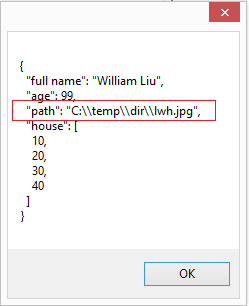 {
"full name": "William Liu",
"age": 99,
"path": "C:\\temp\\dir\\lwh.jpg",
"house": [
10,
20,
30,
40
]
}
OK